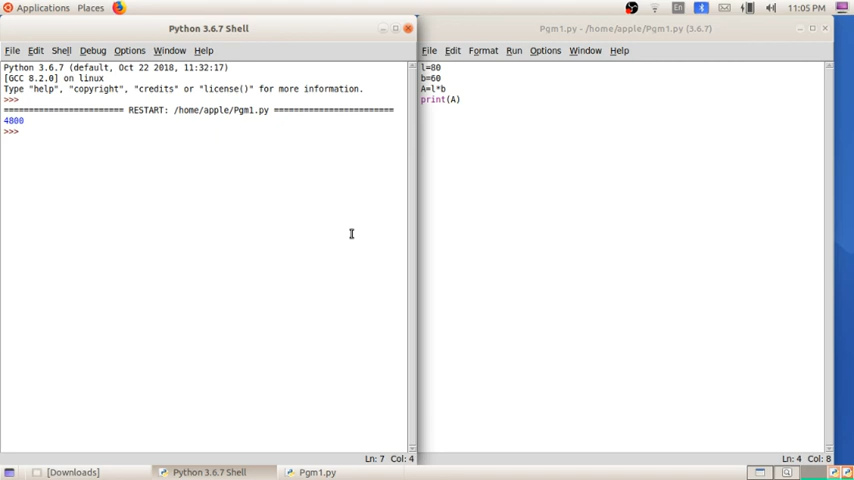 Applications Places En 11:05 PM
Python 3.6.7 Shell
File Edit Shell Debug Options Window Help
Python 3.6.7 (default, Oct 22 2018, 11:32:17)
[GCC 8.2.0] on linux
Type "help", "copyright", "credits" or "license()" for more information.
>>>
======================== RESTART: /home/apple/Pgm1.py ========================
4800
>>>
Ln: 7 Col: 4
Pgm1.py - /home/apple/Pgm1.py (3.6.7)
File Edit Format Run Options Window Help
l=80
b=60
A=l*b
print(A)
Ln: 4 Col: 8
[Downloads] Python 3.6.7 Shell Pgm1.py